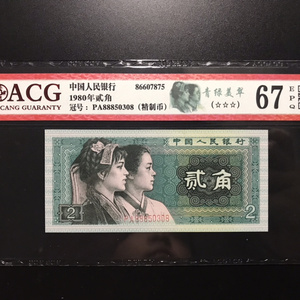 ACG
CANG GUARANTY
中国人民银行 86607875
1980年贰角
冠号：PA88850308（精制币）
青绿美翠
(☆☆☆)
67 EPQ
中国人民银行
贰角
PA88850308
2 2